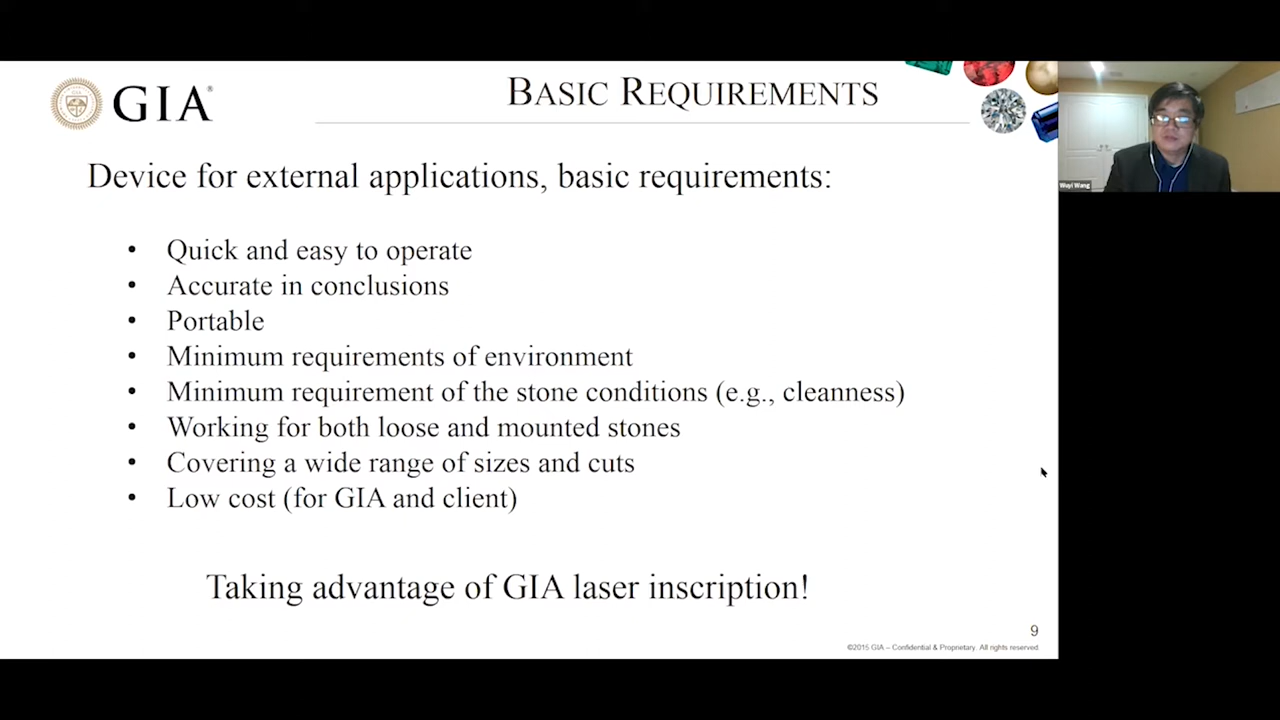 GIA®
BASIC REQUIREMENTS
Device for external applications, basic requirements:
• Quick and easy to operate
• Accurate in conclusions
• Portable
• Minimum requirements of environment
• Minimum requirement of the stone conditions (e.g., cleanness)
• Working for both loose and mounted stones
• Covering a wide range of sizes and cuts
• Low cost (for GIA and client)
Taking advantage of GIA laser inscription!
9
©2015 GIA – Confidential & Proprietary. All rights reserved
Wuyi Wang